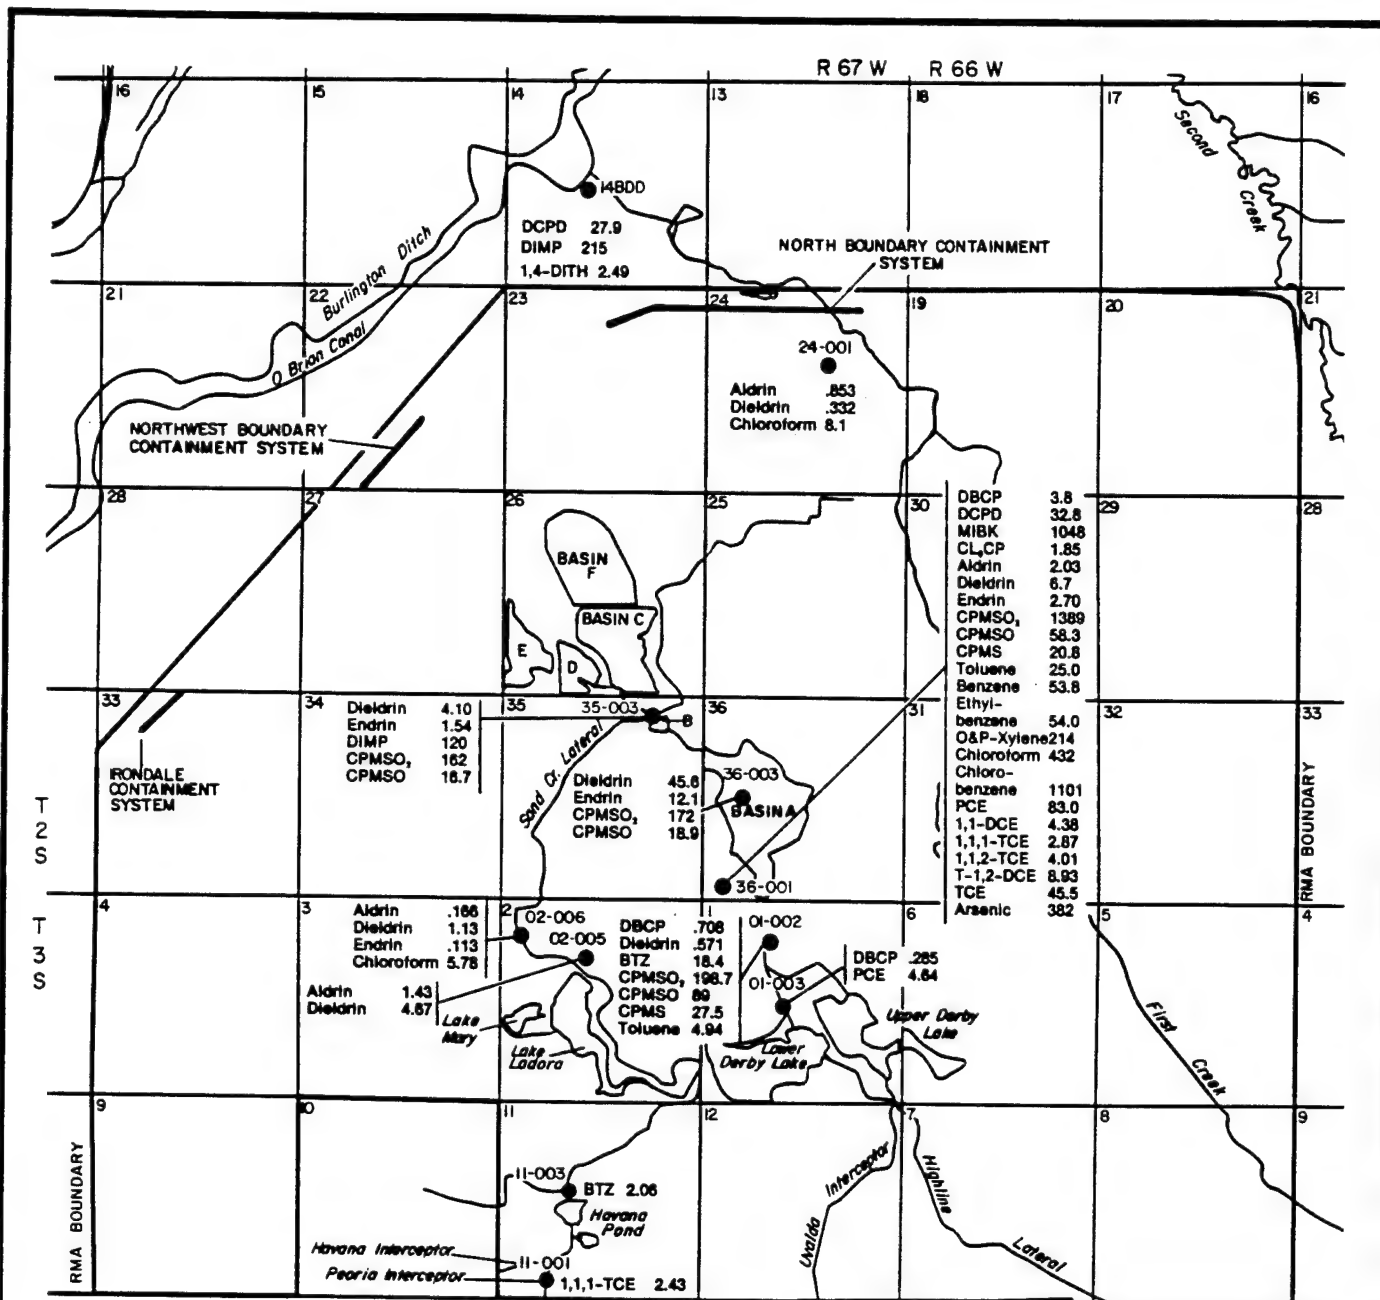 R 67 W R 66 W
16 15 14 13 18 17 16
Second
Creek
14BDD
DCPD 27.9
DIMP 215
1,4-DITH 2.49
Burlington Ditch
O Brian Canal
NORTH BOUNDARY CONTAINMENT
SYSTEM
21 22 23 24 19 20 21
24-001
Aldrin .853
Dieldrin .332
Chloroform 8.1
NORTHWEST BOUNDARY
CONTAINMENT SYSTEM
28 27 26 25 30 29 28
DBCP 3.8
DCPD 32.8
MIBK 1048
CL₆CP 1.85
Aldrin 2.03
Dieldrin 6.7
Endrin 2.70
CPMSO₂ 1389
CPMSO 58.3
CPMS 20.8
Toluene 25.0
Benzene 53.8
Ethyl-
benzene 54.0
O&P-Xylene 214
Chloroform 432
Chloro-
benzene 1101
PCE 83.0
1,1-DCE 4.38
1,1,1-TCE 2.87
1,1,2-TCE 4.01
T-1,2-DCE 8.93
TCE 45.5
Arsenic 382
BASIN
F
BASIN C
E
D
33 34 35 36 31 32 33
35-003
B
Dieldrin 4.10
Endrin 1.54
DIMP 120
CPMSO₂ 162
CPMSO 16.7
Sand Cr. Lateral
IRONDALE
CONTAINMENT
SYSTEM
36-003
Dieldrin 45.6
Endrin 12.1
CPMSO₂ 172
CPMSO 18.9
BASIN A
36-001
RMA BOUNDARY
T
2
S
T
3
S
4 3 2 1 6 5 4
Aldrin .166
Dieldrin 1.13
Endrin .113
Chloroform 5.78
02-006
02-005
Aldrin 1.43
Dieldrin 4.67
DBCP .708
Dieldrin .571
BTZ 18.4
CPMSO₂ 198.7
CPMSO 89
CPMS 27.5
Toluene 4.94
01-002
01-003
DBCP .285
PCE 4.64
Lake
Mary
Lake
Ladora
Lower
Derby Lake
Upper Derby
Lake
First
Creek
9 10 11 12 7 8 9
RMA BOUNDARY
11-003
BTZ 2.06
Havana
Pond
Havana Interceptor
Peoria Interceptor
11-001
1,1,1-TCE 2.43
Uvalda
Interceptor
Highline
Lateral